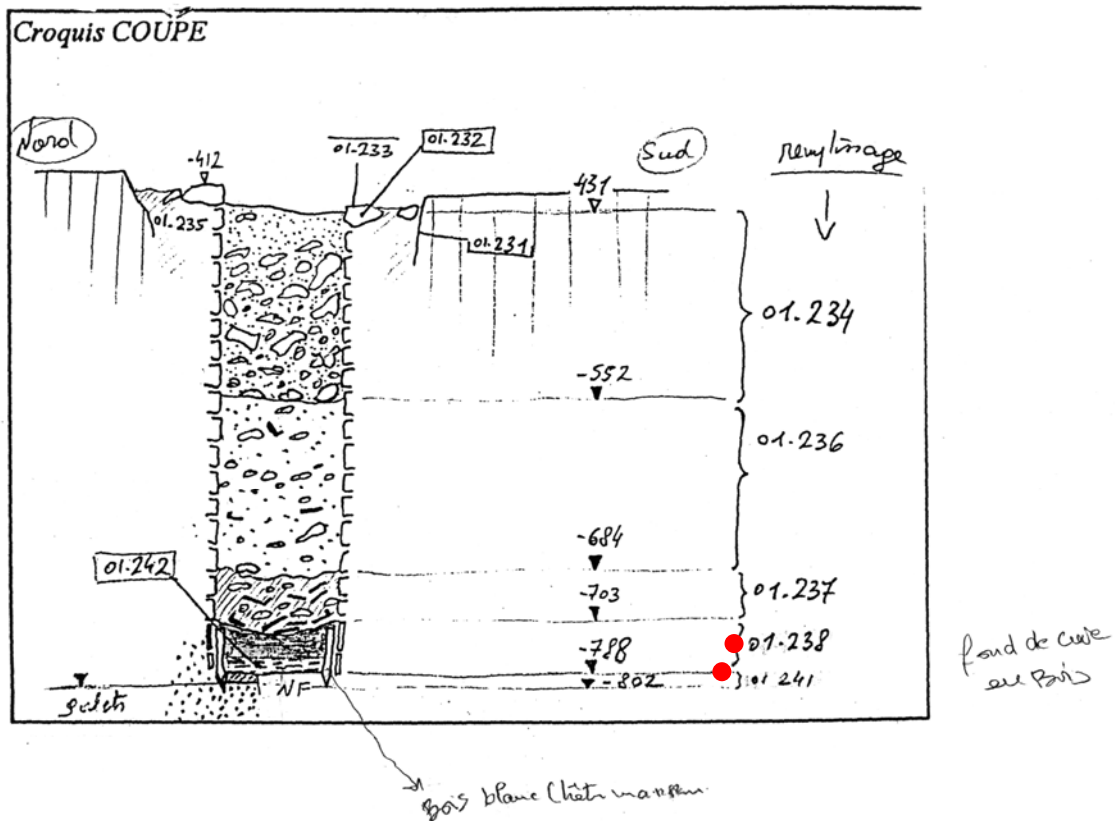 Croquis COUPE
Nord
01.233
01.232
Sud
remplissage
-412
431
01.235
01.231
01.234
-552
01.236
-684
01.242
-703
01.237
-788
01.238
fond de cuve
en Bois
-802
01 241
NF
galets
Bois blanc